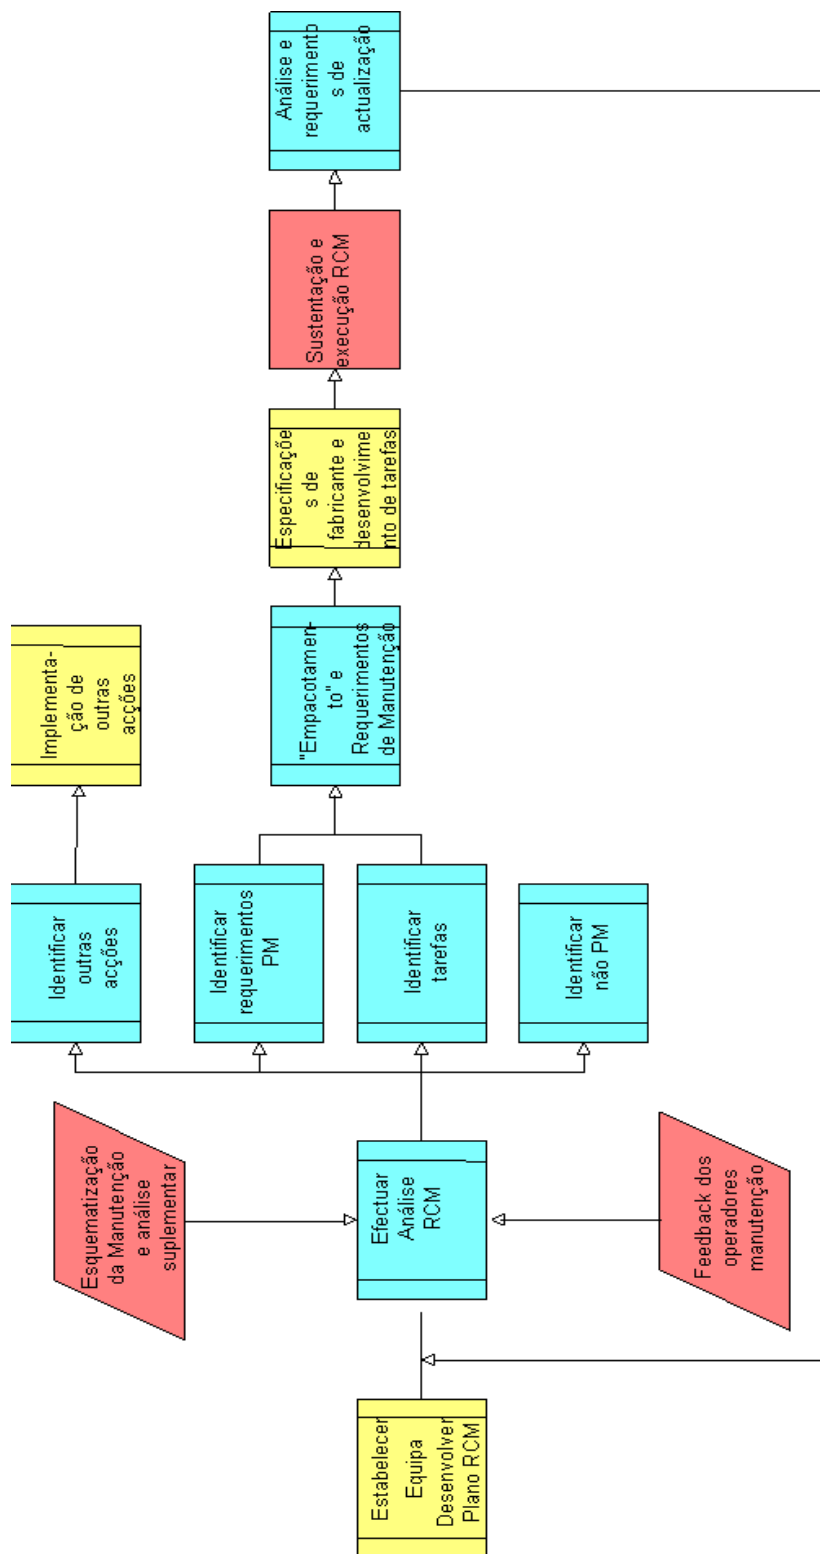 Estabelecer
Equipa
Desenvolver
Plano RCM
Esquematização
da Manutenção
e análise
suplementar
Efectuar
Análise
RCM
Feedback dos
operadores
manutenção
Identificar
outras
acções
Identificar
requerimentos
PM
Identificar
tarefas
Identificar
não PM
Implementa-
ção de
outras
acções
"Empacotamen-
to" e
Requerimentos
de Manutenção
Especificaçõe
s de
fabricante e
desenvolvime
nto de tarefas
Sustentação e
execução RCM
Análise e
requerimento
s de
actualização